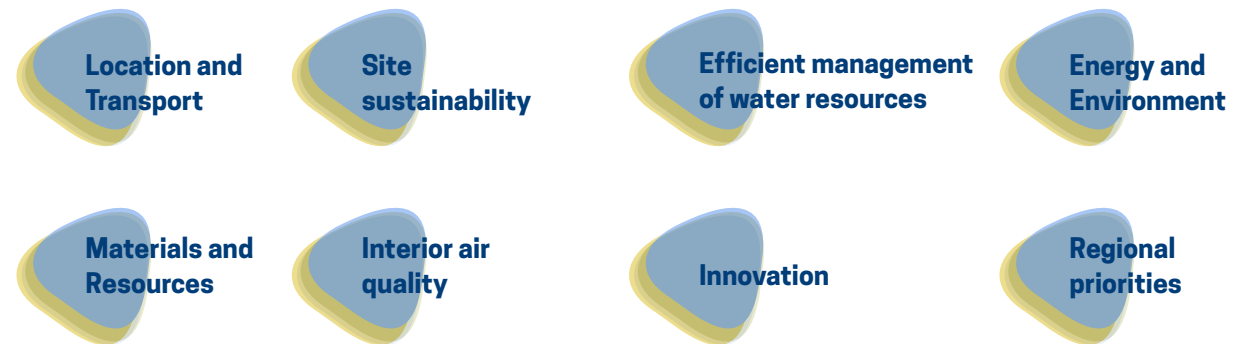 Location and
Transport
Site
sustainability
Efficient management
of water resources
Energy and
Environment
Materials and
Resources
Interior air
quality
Innovation
Regional
priorities